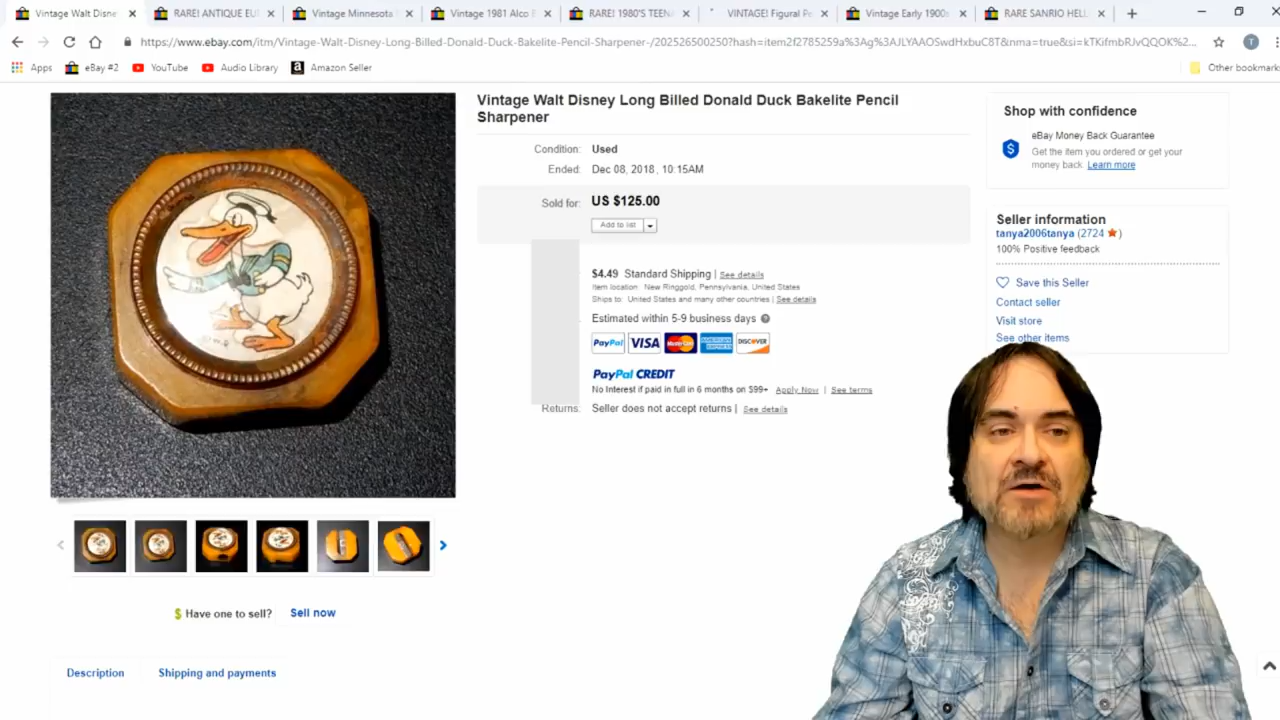 Vintage Walt Disne
RARE! ANTIQUE EU
Vintage Minnesota
Vintage 1981 Alco
RARE! 1980'S TEEN
VINTAGE! Figural Pe
Vintage Early 1900s
RARE SANRIO HELL
Apps
eBay #2
YouTube
Audio Library
Amazon Seller
Other bookmark
Vintage Walt Disney Long Billed Donald Duck Bakelite Pencil
Sharpener
Condition: Used
Ended: Dec 08, 2018 , 10:15AM
Sold for: US $125.00
Add to list
$4.49 Standard Shipping | See details
Item location: New Ringgold, Pennsylvania, United States
Ships to: United States and many other countries | See details
Estimated within 5-9 business days ?
PayPal VISA MasterCard AMERICAN EXPRESS DISCOVER
PayPal CREDIT
No Interest if paid in full in 6 months on $99+ Apply Now | See terms
Returns: Seller does not accept returns | See details
Shop with confidence
eBay Money Back Guarantee
Get the item you ordered or get your
money back. Learn more
Seller information
tanya2006tanya (2724 )
100% Positive feedback
Save this Seller
Contact seller
Visit store
See other items
$ Have one to sell? Sell now
Description
Shipping and payments